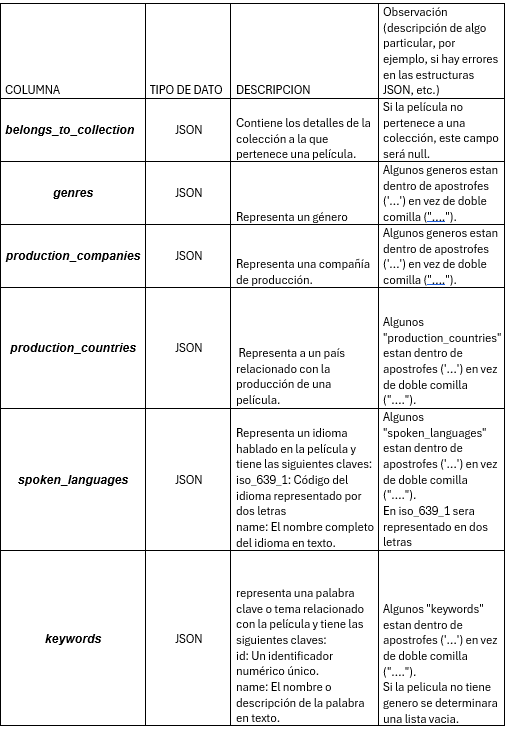 COLUMNA
TIPO DE DATO
DESCRIPCION
Observación
(descripción de algo
particular, por
ejemplo, si hay errores
en las estructuras
JSON, etc.)
belongs_to_collection
JSON
Contiene los detalles de la
colección a la que
pertenece una película.
Si la película no
pertenece a una
colección, este campo
será null.
genres
JSON
Representa un género
Algunos generos estan
dentro de apostrofes
('...') en vez de doble
comilla ("....").
production_companies
JSON
Representa una compañía
de producción.
Algunos generos estan
dentro de apostrofes
('...') en vez de doble
comilla ("....").
production_countries
JSON
Representa a un país
relacionado con la
producción de una
película.
Algunos
"production_countries"
estan dentro de
apostrofes ('...') en vez
de doble comilla
("....").
spoken_languages
JSON
Representa un idioma
hablado en la película y
tiene las siguientes claves:
iso_639_1: Código del
idioma representado por
dos letras
name: El nombre completo
del idioma en texto.
Algunos
"spoken_languages"
estan dentro de
apostrofes ('...') en vez
de doble comilla
("....").
En iso_639_1 sera
representado en dos
letras
keywords
JSON
representa una palabra
clave o tema relacionado
con la película y tiene las
siguientes claves:
id: Un identificador
numérico único.
name: El nombre o
descripción de la palabra
en texto.
Algunos "keywords"
estan dentro de
apostrofes ('...') en vez
de doble comilla
("....").
Si la pelicula no tiene
genero se determinara
una lista vacia.